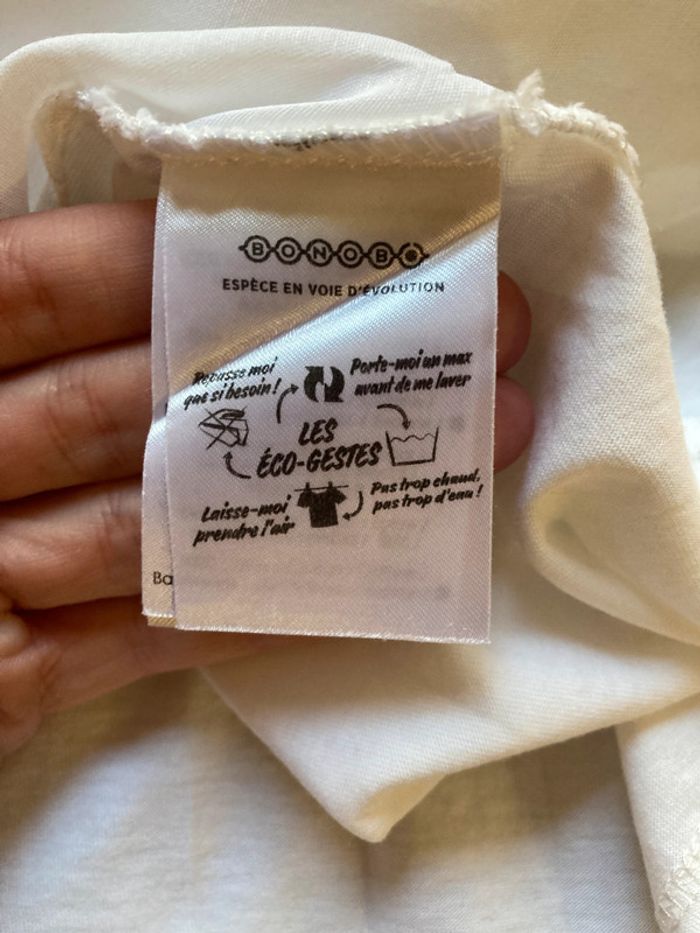 BONOBO
ESPÈCE EN VOIE D'ÉVOLUTION
Repasse moi
que si besoin !
Porte-moi un max
avant de me laver
LES
ÉCO-GESTES
Pas trop chaud,
pas trop d'eau !
Laisse-moi
prendre l'air
Ba